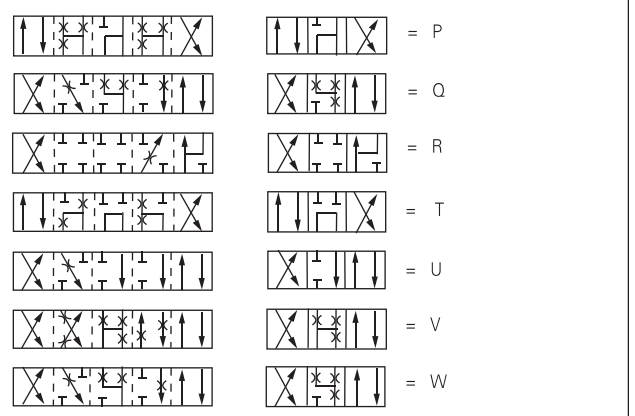 = P
= Q
= R
= T
= U
= V
= W